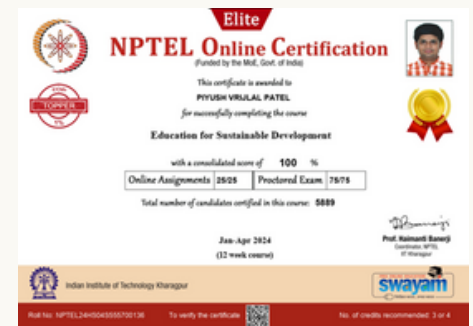 Elite
NPTEL Online Certification
(Funded by the MoE, Govt. of India)
TOPPER
1%
This certificate is awarded to
PIYUSH VRIJLAL PATEL
for successfully completing the course
Education for Sustainable Development
with a consolidated score of 100 %
Online Assignments 25/25 Proctored Exam 75/75
Total number of candidates certified in this course: 5889
Jan-Apr 2024
(12 week course)
Prof. Haimanti Banerji
Coordinator, NPTEL
IIT Kharagpur
Indian Institute of Technology Kharagpur
swayam
Roll No: NPTEL24HS04S555700136 To verify the certificate No. of credits recommended: 3 or 4